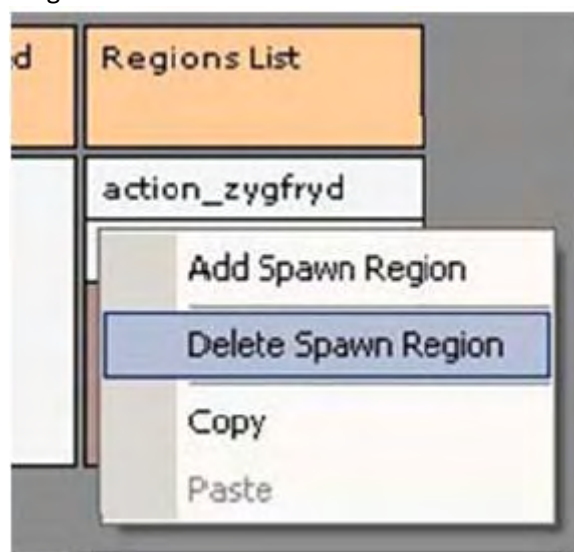 d
Regions List
action_zygfryd
Add Spawn Region
Delete Spawn Region
Copy
Paste